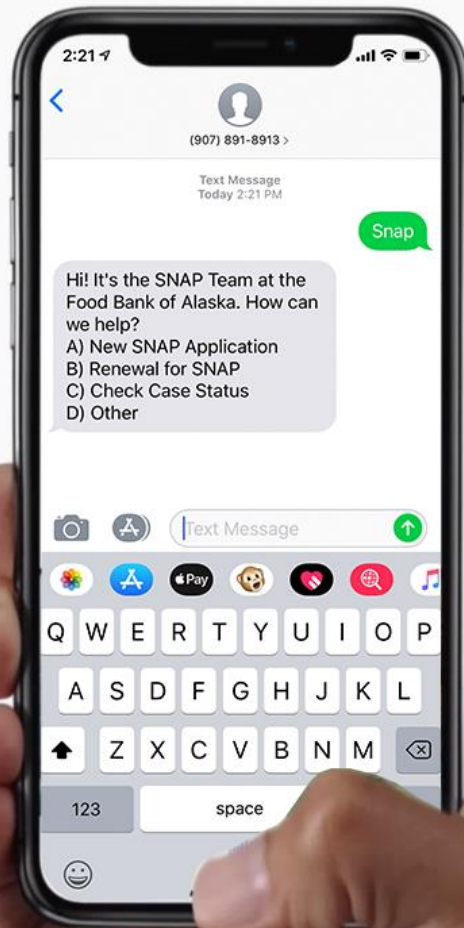 2:21
(907) 891-8913 >
Text Message
Today 2:21 PM
Snap
Hi! It's the SNAP Team at the
Food Bank of Alaska. How can
we help?
A) New SNAP Application
B) Renewal for SNAP
C) Check Case Status
D) Other
Text Message
Pay
Q W E R T Y U I O P
A S D F G H J K L
Z X C V B N M
123 space